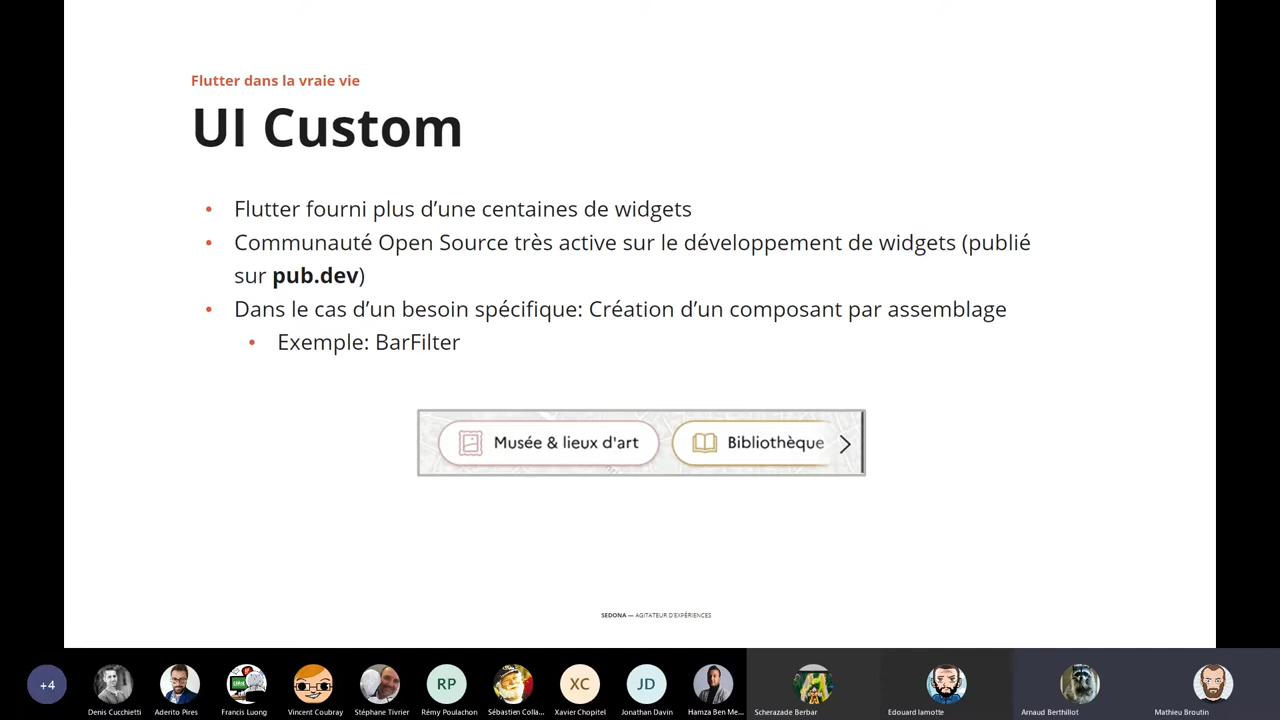 Flutter dans la vraie vie
UI Custom
• Flutter fourni plus d’une centaines de widgets
• Communauté Open Source très active sur le développement de widgets (publié
sur pub.dev)
• Dans le cas d’un besoin spécifique: Création d’un composant par assemblage
• Exemple: BarFilter
Musée & lieux d'art
Bibliothèque
SEDONA — AGITATEUR D'EXPÉRIENCES
+4
RP
XC
JD
Denis Cucchietti
Aderito Pires
Francis Luong
Vincent Coubray
Stéphane Tivrier
Rémy Poulachon
Sébastien Colla...
Xavier Chopitel
Jonathan Davin
Hamza Ben Me...
Scherazade Berbar
Edouard lamotte
Arnaud Berthillot
Mathieu Broutin